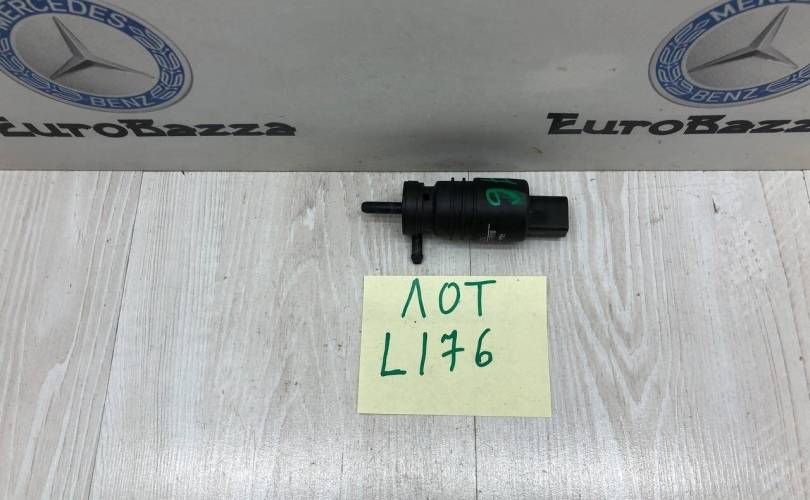 MERCEDES
BENZ
EuroBazza
MERCEDES
BENZ
EuroBazza
ЛОТ
L176